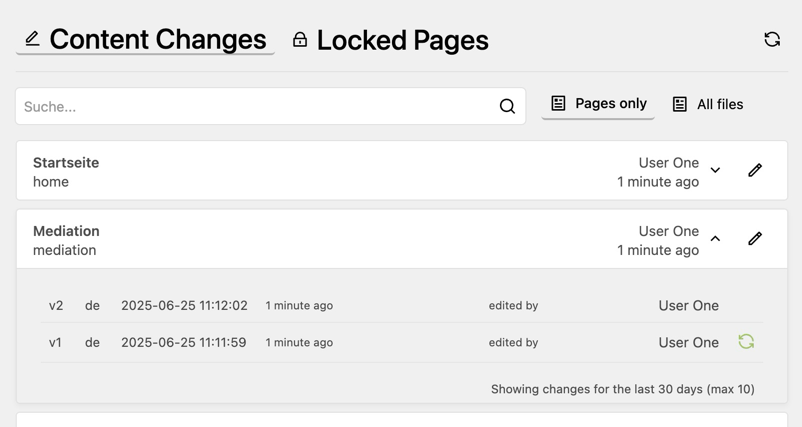 Content Changes Locked Pages
Suche...
Pages only All files
Startseite User One
home 1 minute ago
Mediation User One
mediation 1 minute ago
v2 de 2025-06-25 11:12:02 1 minute ago edited by User One
v1 de 2025-06-25 11:11:59 1 minute ago edited by User One
Showing changes for the last 30 days (max 10)